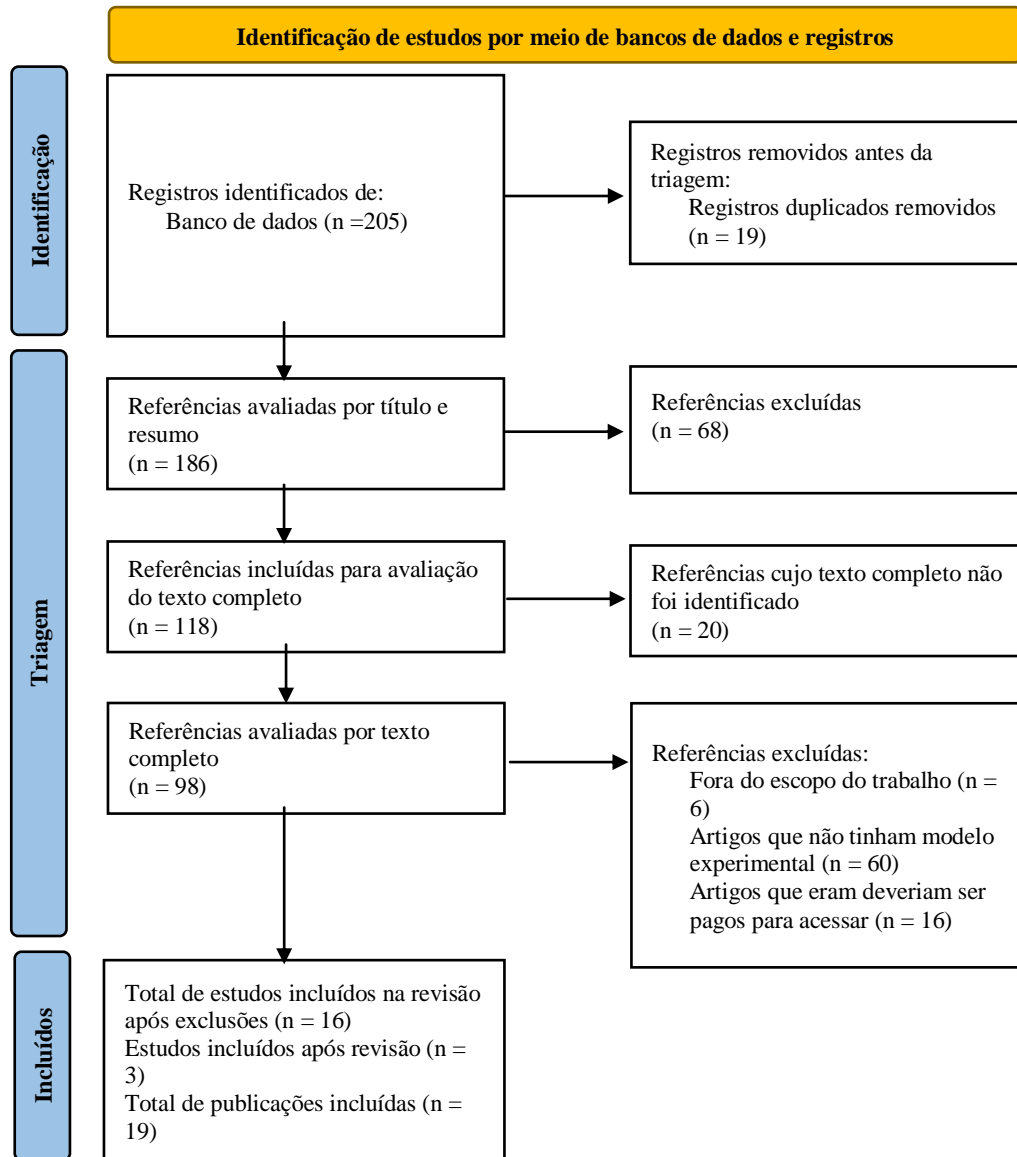 Identificação de estudos por meio de bancos de dados e registros
Identificação
Registros identificados de:
Banco de dados (n =205)
Registros removidos antes da
triagem:
Registros duplicados removidos
(n = 19)
Triagem
Referências avaliadas por título e
resumo
(n = 186)
Referências excluídas
(n = 68)
Referências incluídas para avaliação
do texto completo
(n = 118)
Referências cujo texto completo não
foi identificado
(n = 20)
Referências avaliadas por texto
completo
(n = 98)
Referências excluídas:
Fora do escopo do trabalho (n =
6)
Artigos que não tinham modelo
experimental (n = 60)
Artigos que eram deveriam ser
pagos para acessar (n = 16)
Incluídos
Total de estudos incluídos na revisão
após exclusões (n = 16)
Estudos incluídos após revisão (n =
3)
Total de publicações incluídas (n =
19)